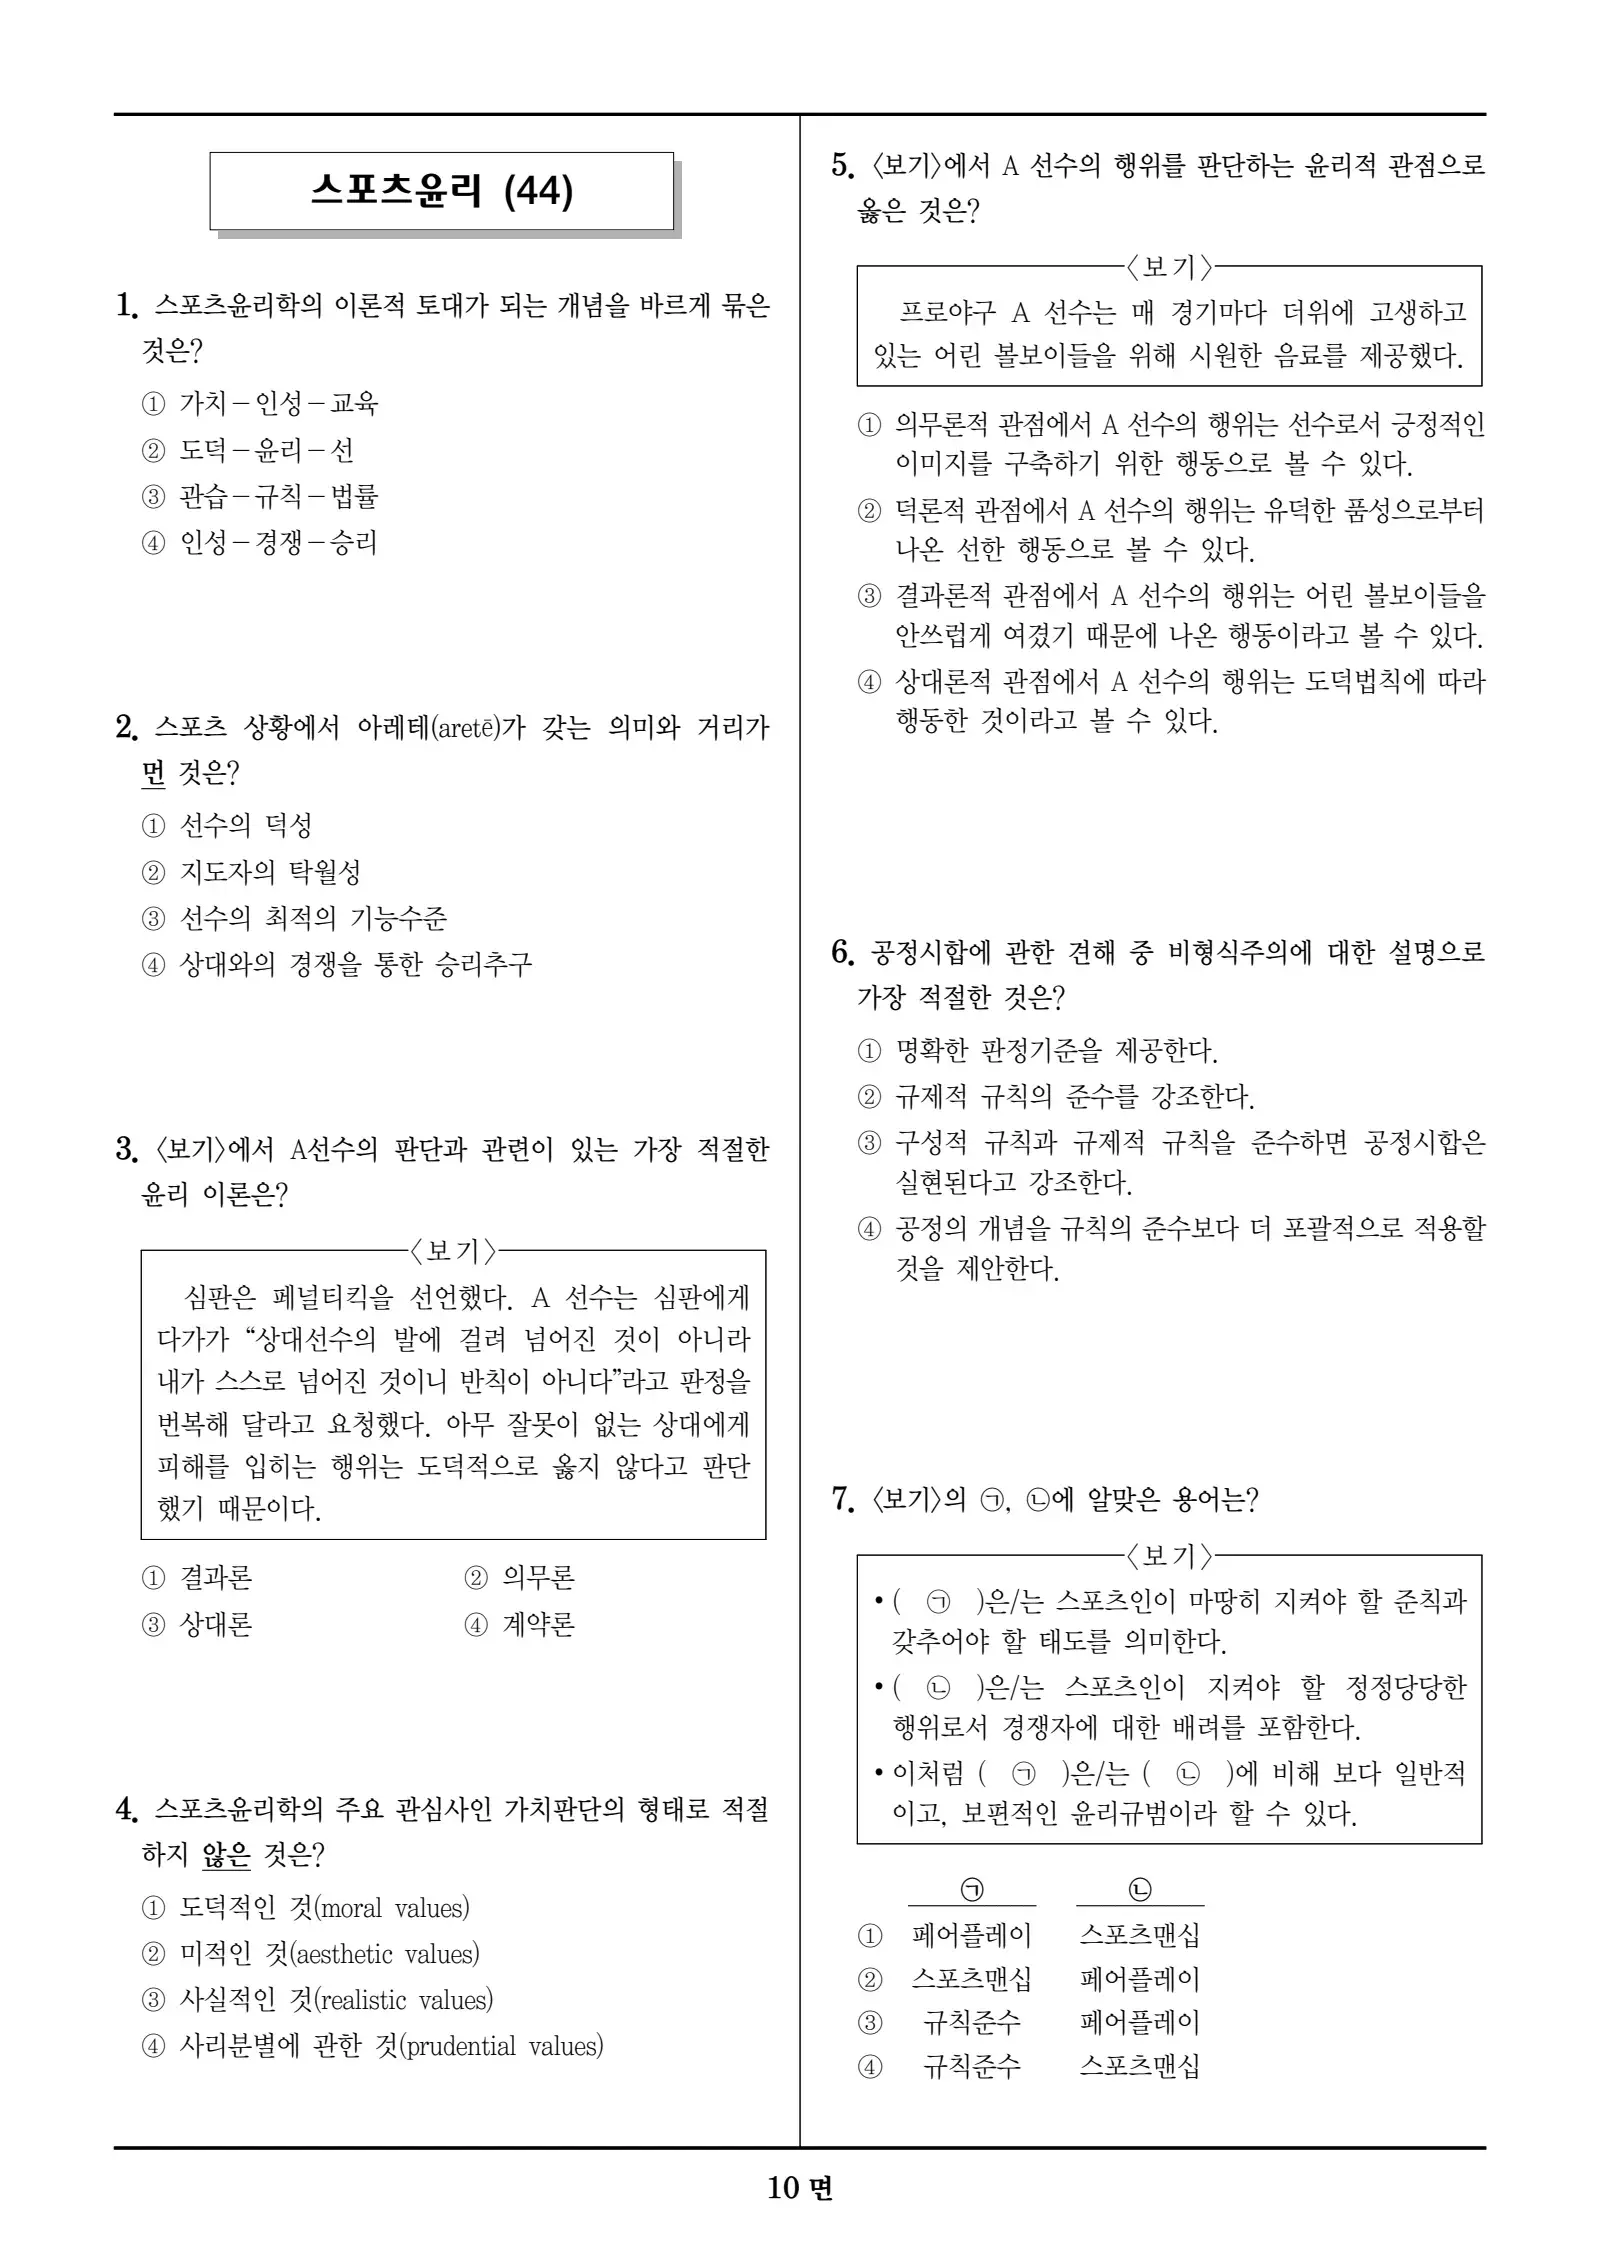 스포츠윤리 (44)
1. 스포츠윤리학의 이론적 토대가 되는 개념을 바르게 묶은
것은?
① 가치－인성－교육
② 도덕－윤리－선
③ 관습－규칙－법률
④ 인성－경쟁－승리
2. 스포츠 상황에서 아레테(aretē)가 갖는 의미와 거리가
먼 것은?
① 선수의 덕성
② 지도자의 탁월성
③ 선수의 최적의 기능수준
④ 상대와의 경쟁을 통한 승리추구
3. 〈보기〉에서 A선수의 판단과 관련이 있는 가장 적절한
윤리 이론은?
〈보기〉
심판은 페널티킥을 선언했다. A 선수는 심판에게
다가가 “상대선수의 발에 걸려 넘어진 것이 아니라
내가 스스로 넘어진 것이니 반칙이 아니다”라고 판정을
번복해 달라고 요청했다. 아무 잘못이 없는 상대에게
피해를 입히는 행위는 도덕적으로 옳지 않다고 판단
했기 때문이다.
① 결과론 ② 의무론
③ 상대론 ④ 계약론
4. 스포츠윤리학의 주요 관심사인 가치판단의 형태로 적절
하지 않은 것은?
① 도덕적인 것(moral values)
② 미적인 것(aesthetic values)
③ 사실적인 것(realistic values)
④ 사리분별에 관한 것(prudential values)
5. 〈보기〉에서 A 선수의 행위를 판단하는 윤리적 관점으로
옳은 것은?
〈보기〉
프로야구 A 선수는 매 경기마다 더위에 고생하고
있는 어린 볼보이들을 위해 시원한 음료를 제공했다.
① 의무론적 관점에서 A 선수의 행위는 선수로서 긍정적인
이미지를 구축하기 위한 행동으로 볼 수 있다.
② 덕론적 관점에서 A 선수의 행위는 유덕한 품성으로부터
나온 선한 행동으로 볼 수 있다.
③ 결과론적 관점에서 A 선수의 행위는 어린 볼보이들을
안쓰럽게 여겼기 때문에 나온 행동이라고 볼 수 있다.
④ 상대론적 관점에서 A 선수의 행위는 도덕법칙에 따라
행동한 것이라고 볼 수 있다.
6. 공정시합에 관한 견해 중 비형식주의에 대한 설명으로
가장 적절한 것은?
① 명확한 판정기준을 제공한다.
② 규제적 규칙의 준수를 강조한다.
③ 구성적 규칙과 규제적 규칙을 준수하면 공정시합은
실현된다고 강조한다.
④ 공정의 개념을 규칙의 준수보다 더 포괄적으로 적용할
것을 제안한다.
7. 〈보기〉의 ㉠, ㉡에 알맞은 용어는?
〈보기〉
• ( ㉠ )은/는 스포츠인이 마땅히 지켜야 할 준칙과
갖추어야 할 태도를 의미한다.
• ( ㉡ )은/는 스포츠인이 지켜야 할 정정당당한
행위로서 경쟁자에 대한 배려를 포함한다.
• 이처럼 ( ㉠ )은/는 ( ㉡ )에 비해 보다 일반적
이고, 보편적인 윤리규범이라 할 수 있다.
㉠ ㉡
① 페어플레이 스포츠맨십
② 스포츠맨십 페어플레이
③ 규칙준수 페어플레이
④ 규칙준수 스포츠맨십
10 면